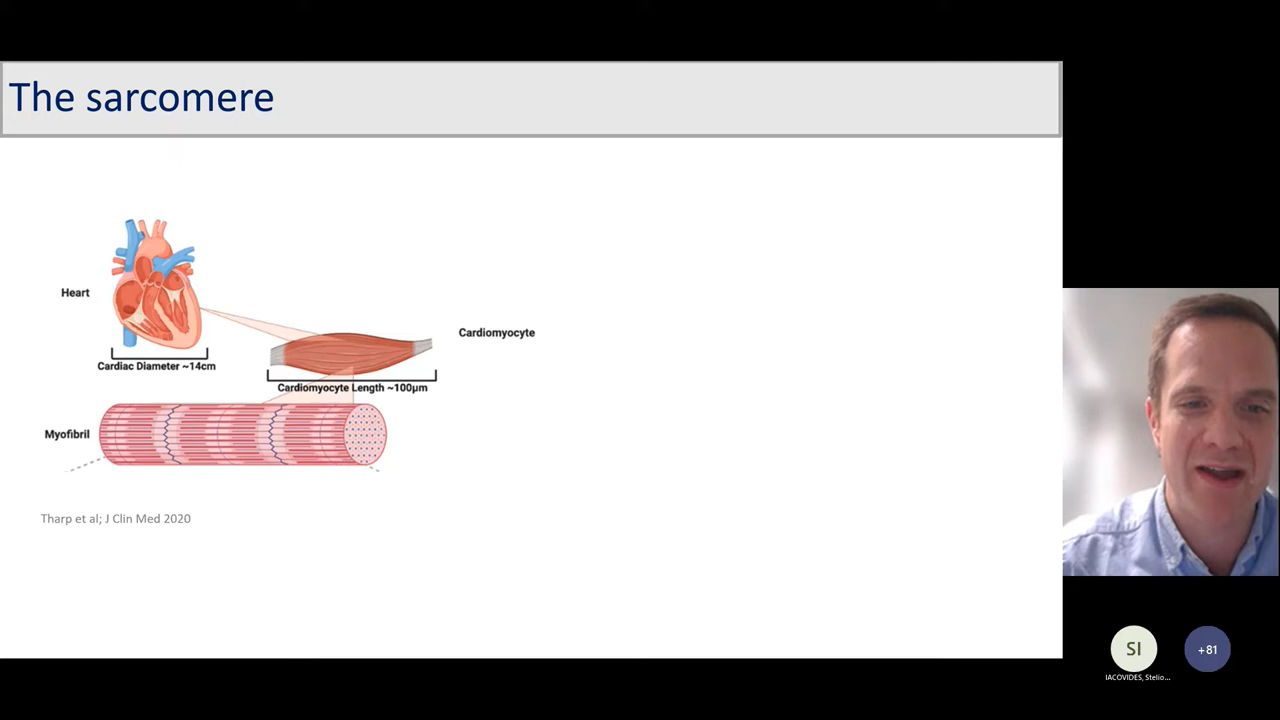 The sarcomere
Heart
Cardiac Diameter ~14cm
Cardiomyocyte
Cardiomyocyte Length ~100μm
Myofibril
Tharp et al; J Clin Med 2020
SI
+81
IACOVIDES, Stelio...